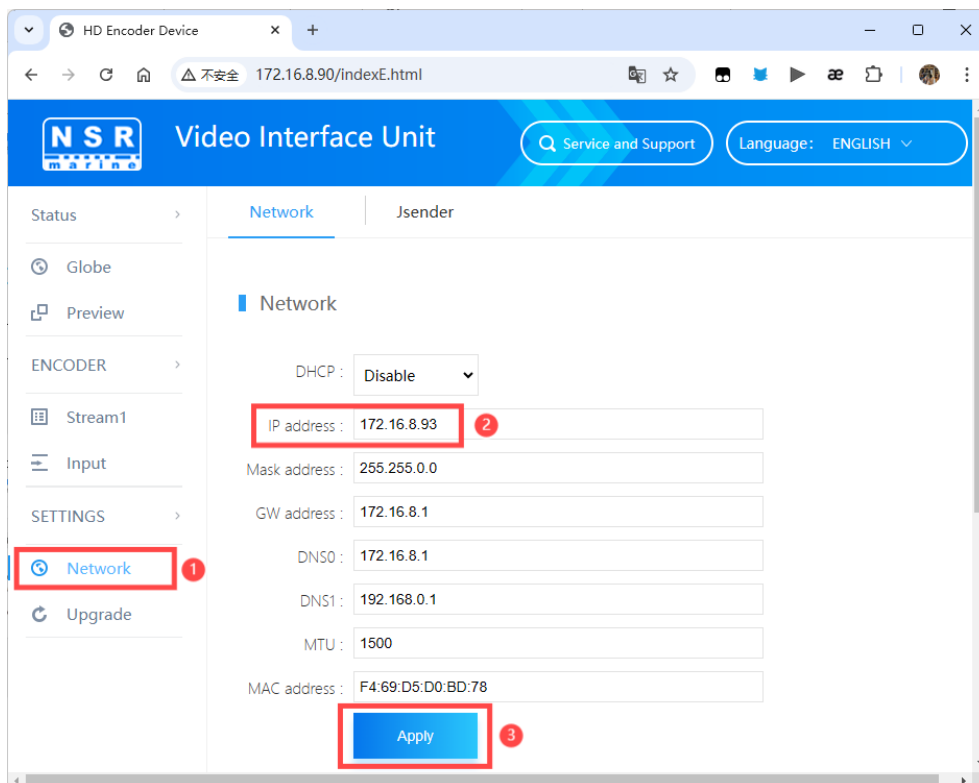 HD Encoder Device
不安全 172.16.8.90/indexE.html
NSR
marine
Video Interface Unit
Service and Support
Language: ENGLISH
Status
Network
Jsender
Globe
Preview
Network
DHCP : Disable
ENCODER
IP address : 172.16.8.93
2
Stream1
Mask address : 255.255.0.0
Input
GW address : 172.16.8.1
SETTINGS
DNS0 : 172.16.8.1
Network
1
DNS1 : 192.168.0.1
Upgrade
MTU : 1500
MAC address : F4:69:D5:D0:BD:78
Apply
3